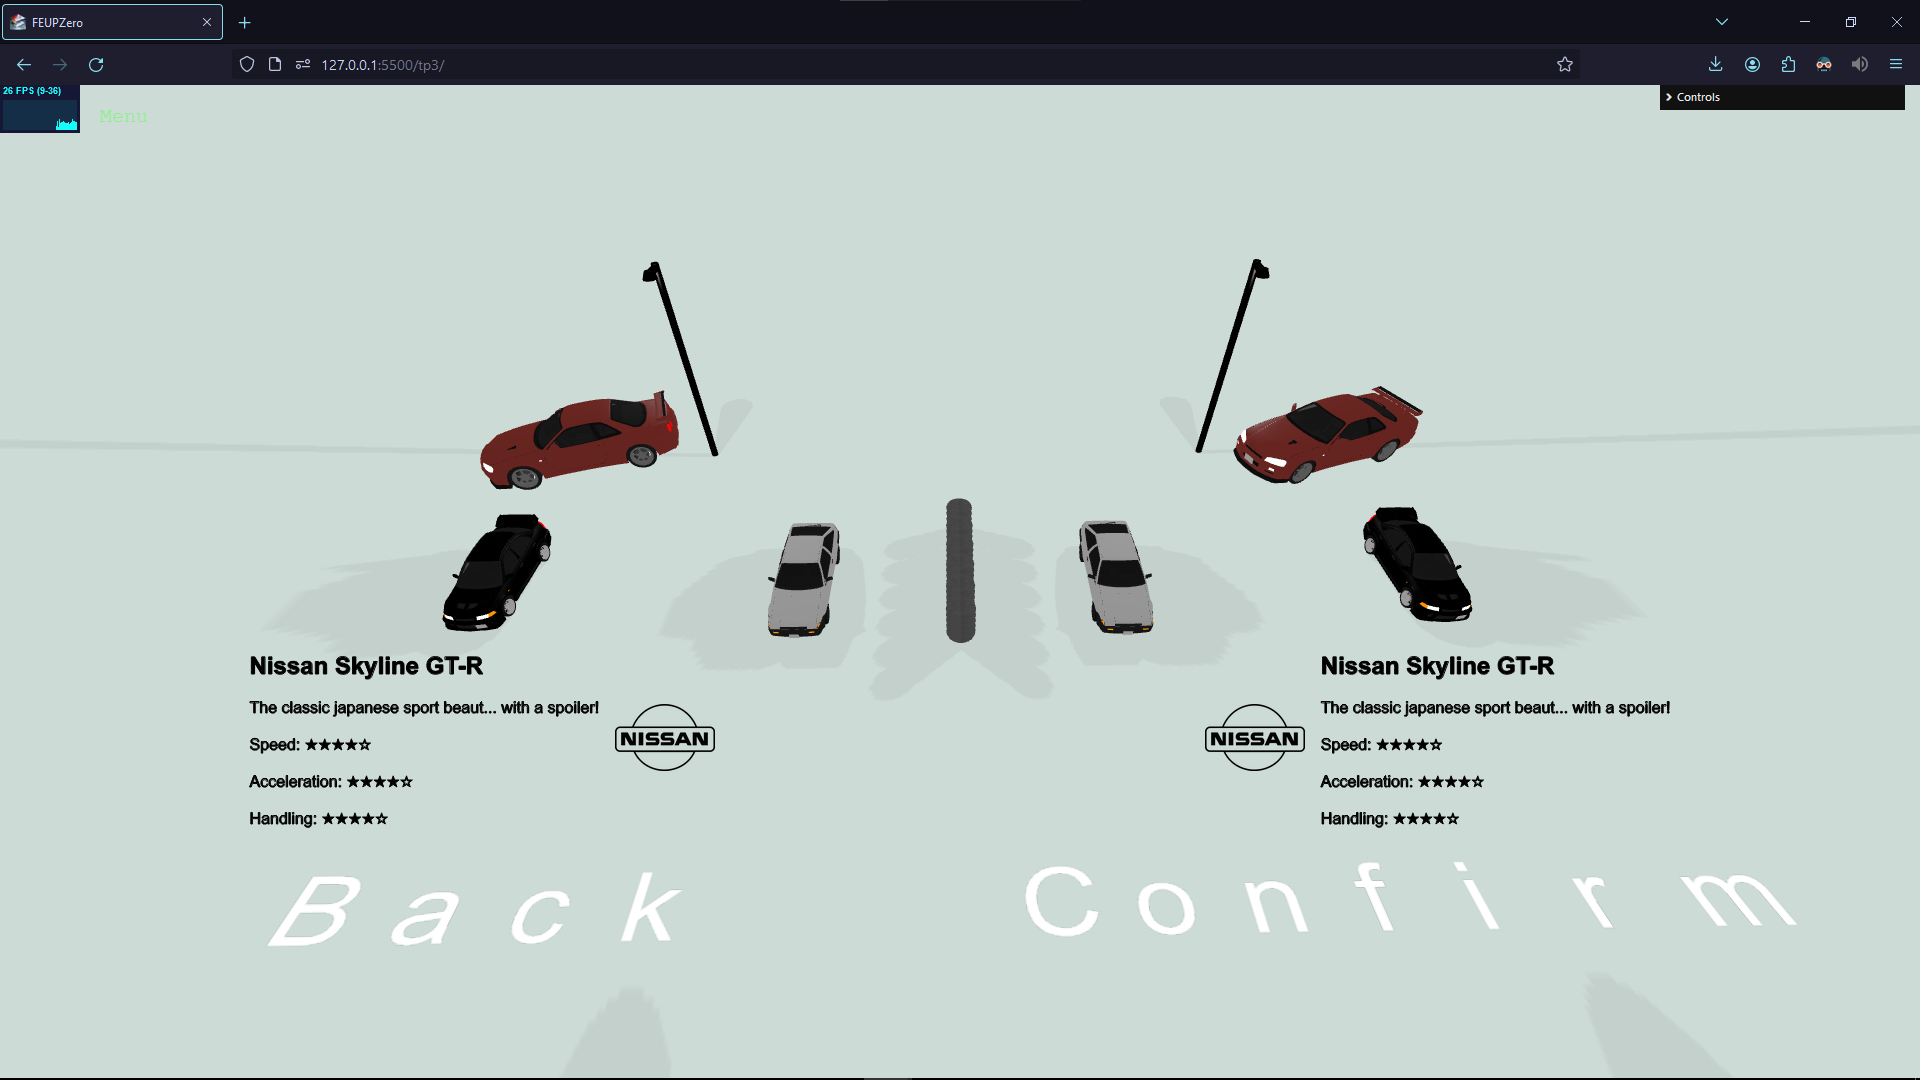 FEUPZero
127.0.0.1:5500/tp3/
26 FPS (9-36)
Menu
Controls
Nissan Skyline GT-R
The classic japanese sport beaut... with a spoiler!
Speed: ★★★★☆
Acceleration: ★★★★☆
Handling: ★★★★☆
NISSAN
NISSAN
Nissan Skyline GT-R
The classic japanese sport beaut... with a spoiler!
Speed: ★★★★☆
Acceleration: ★★★★☆
Handling: ★★★★☆
Back
Confirm